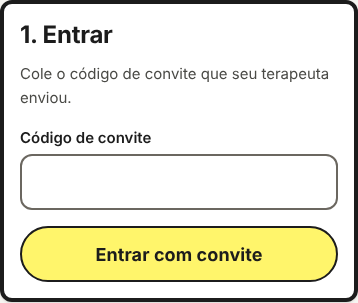 1. Entrar
Cole o código de convite que seu terapeuta
enviou.
Código de convite
Entrar com convite